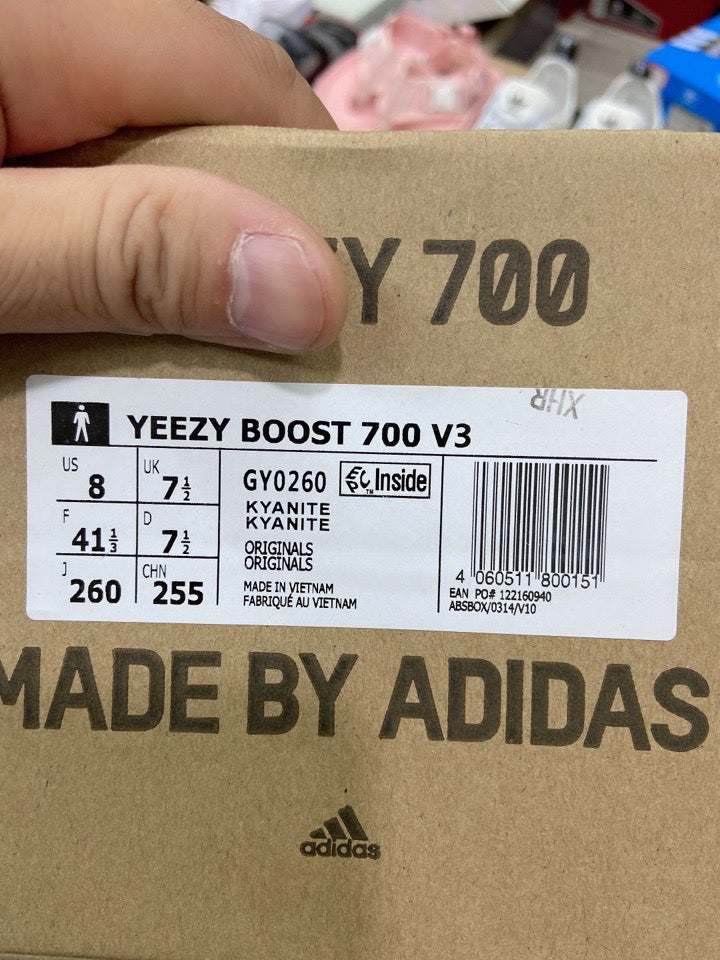 ZY 700
XHR
YEEZY BOOST 700 V3
US 8 UK 7½
F 41⅓ D 7½
J 260 CHN 255
GY0260 EPC™ Inside
KYANITE
KYANITE
ORIGINALS
ORIGINALS
MADE IN VIETNAM
FABRIQUÉ AU VIETNAM
4 060511 800151
EAN PO# 122160940
ABSBOX/0314/V10
MADE BY ADIDAS
adidas